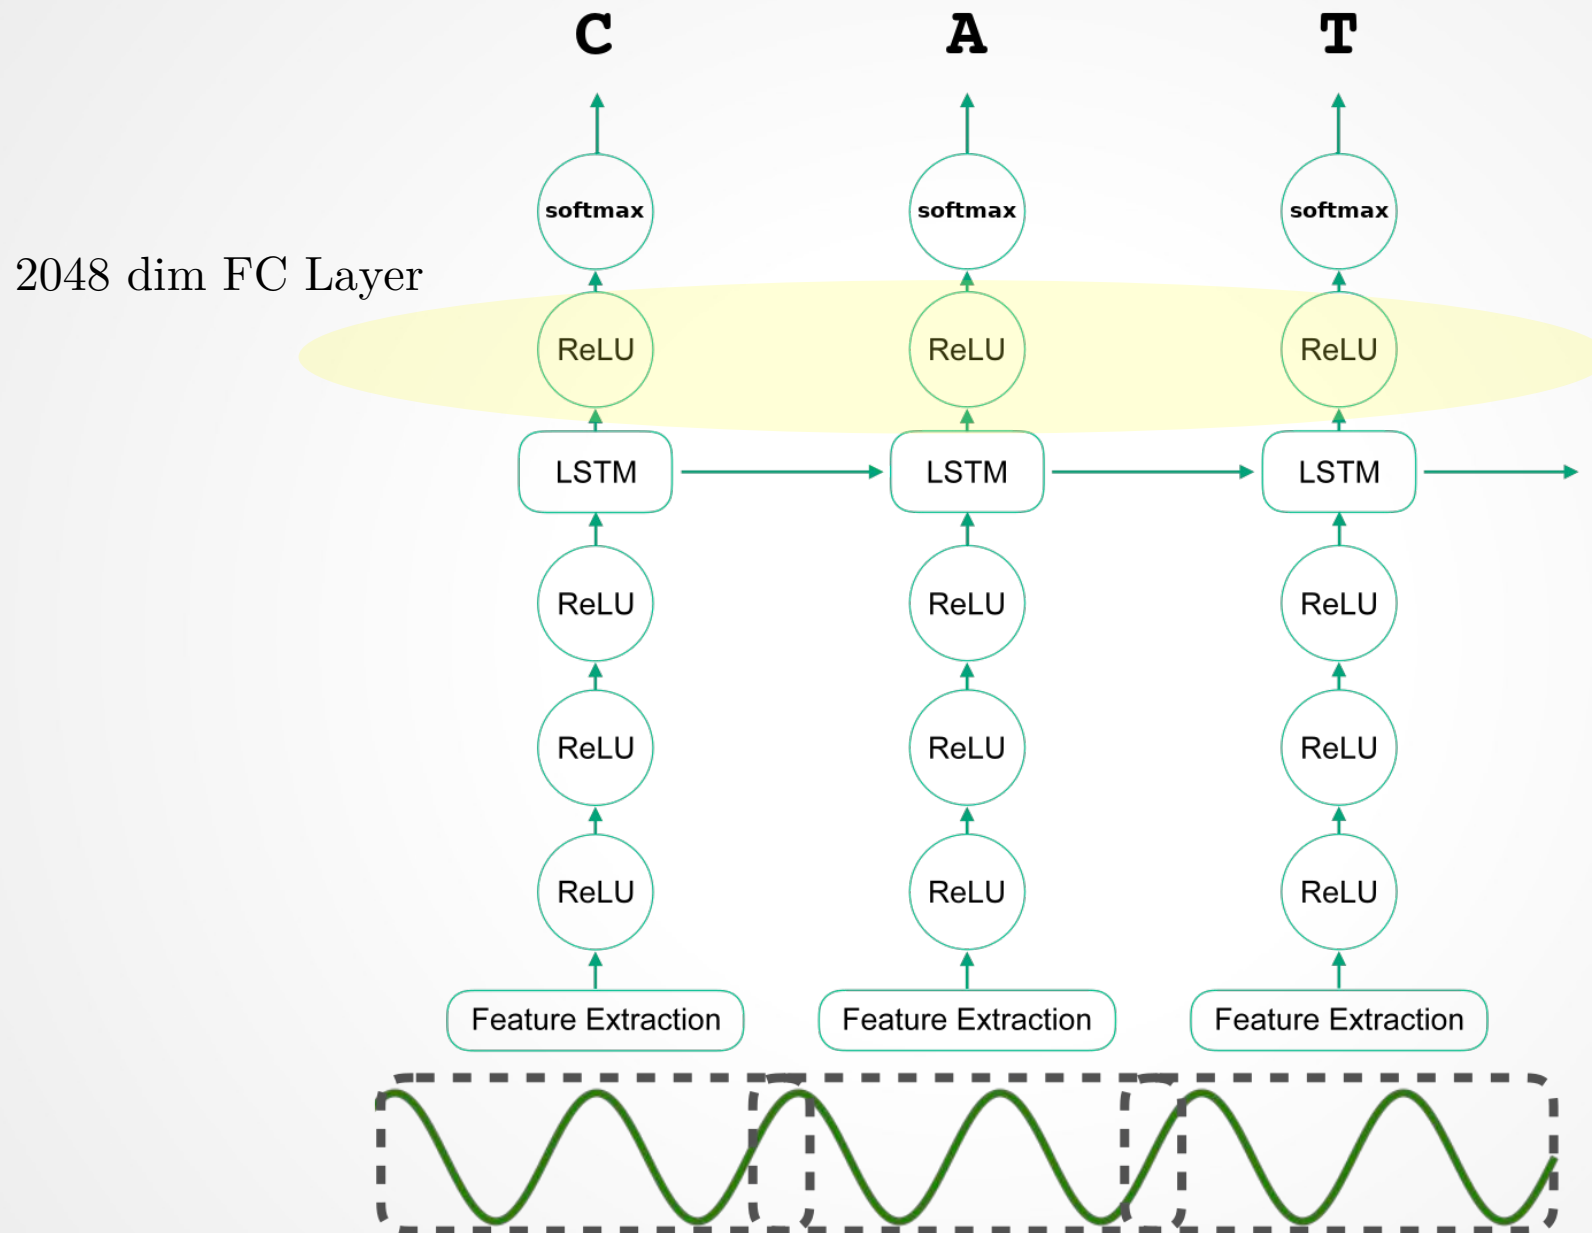 C A T
softmax softmax softmax
2048 dim FC Layer
ReLU ReLU ReLU
LSTM LSTM LSTM
ReLU ReLU ReLU
ReLU ReLU ReLU
ReLU ReLU ReLU
Feature Extraction Feature Extraction Feature Extraction